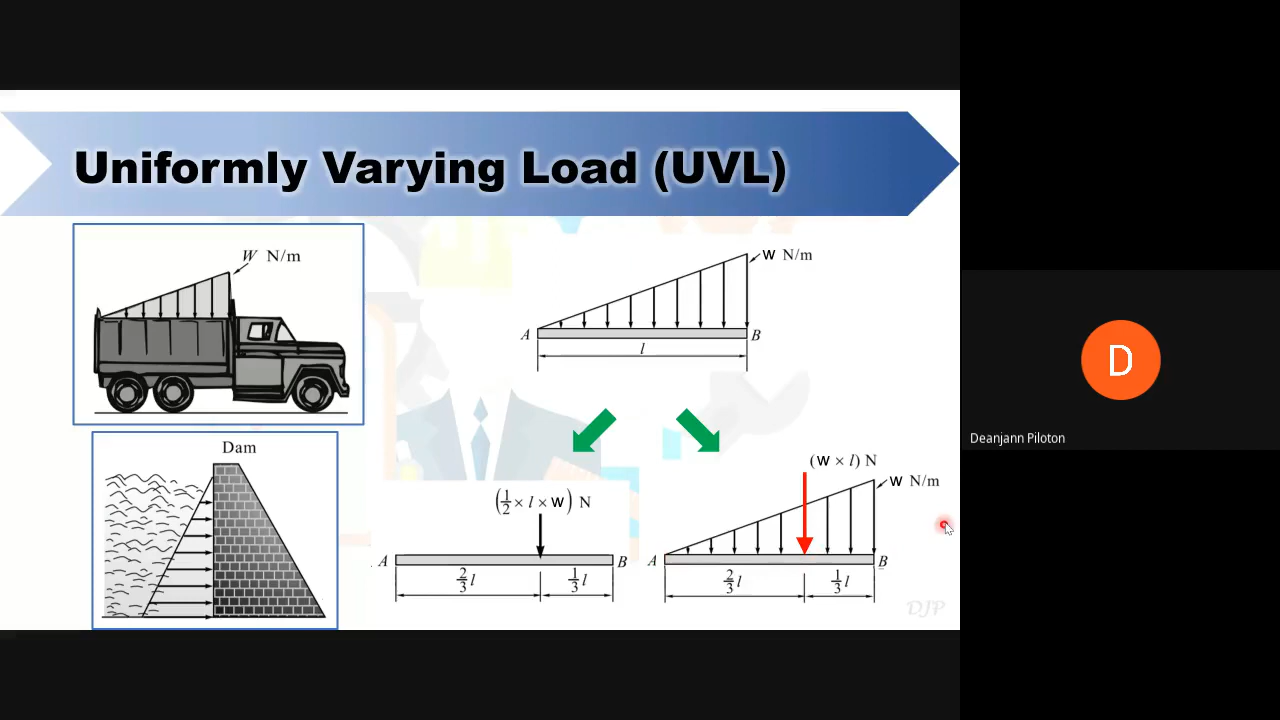 Uniformly Varying Load (UVL)
W N/m
w N/m
A
B
l
Dam
(1/2 × l × w) N
A
B
2/3 l
1/3 l
(w × l) N
w N/m
A
B
2/3 l
1/3 l
DJP
D
Deanjann Piloton